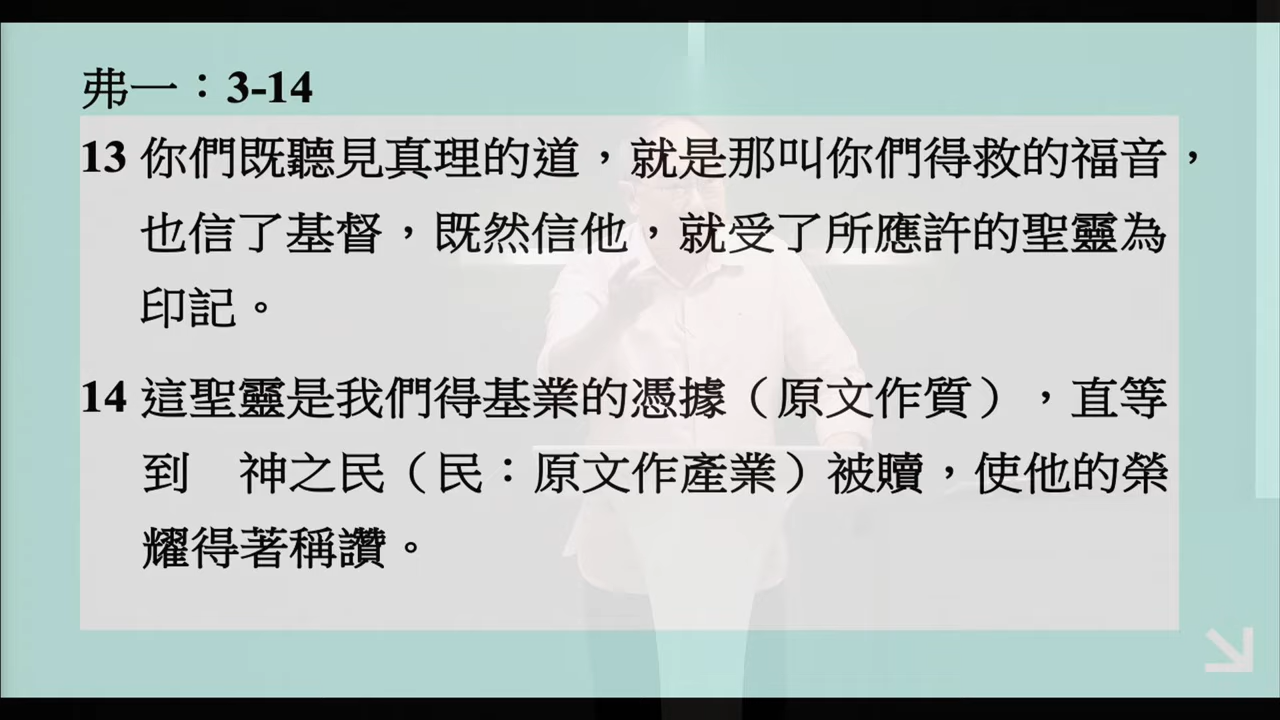 弗一：3-14
13 你們既聽見真理的道，就是那叫你們得救的福音，
也信了基督，既然信他，就受了所應許的聖靈為
印記。
14 這聖靈是我們得基業的憑據（原文作質），直等
到　神之民（民：原文作產業）被贖，使他的榮
耀得著稱讚。